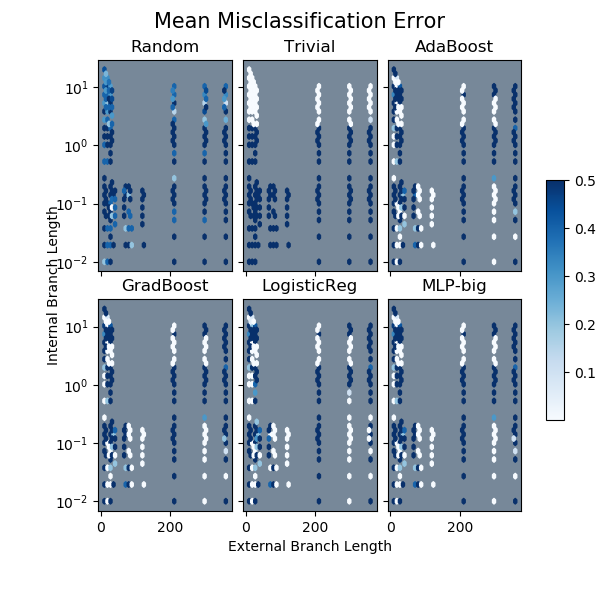 Mean Misclassification Error
Random Trivial AdaBoost
10¹
10⁰
10⁻¹
10⁻²
GradBoost LogisticReg MLP-big
10¹
10⁰
10⁻¹
10⁻²
0 200 0 200 0 200
Internal Branch Length
External Branch Length
0.5
0.4
0.3
0.2
0.1